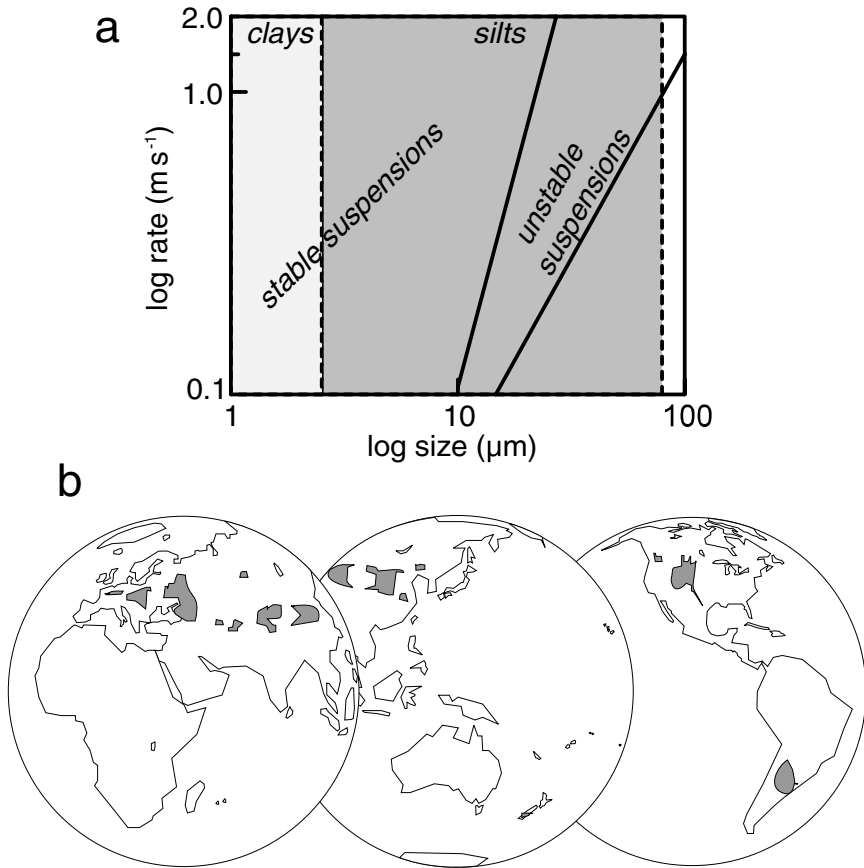 a
2.0
clays
silts
1.0
log rate (m s⁻¹)
stable suspensions
unstable
suspensions
0.1
1
10
100
log size (µm)
b